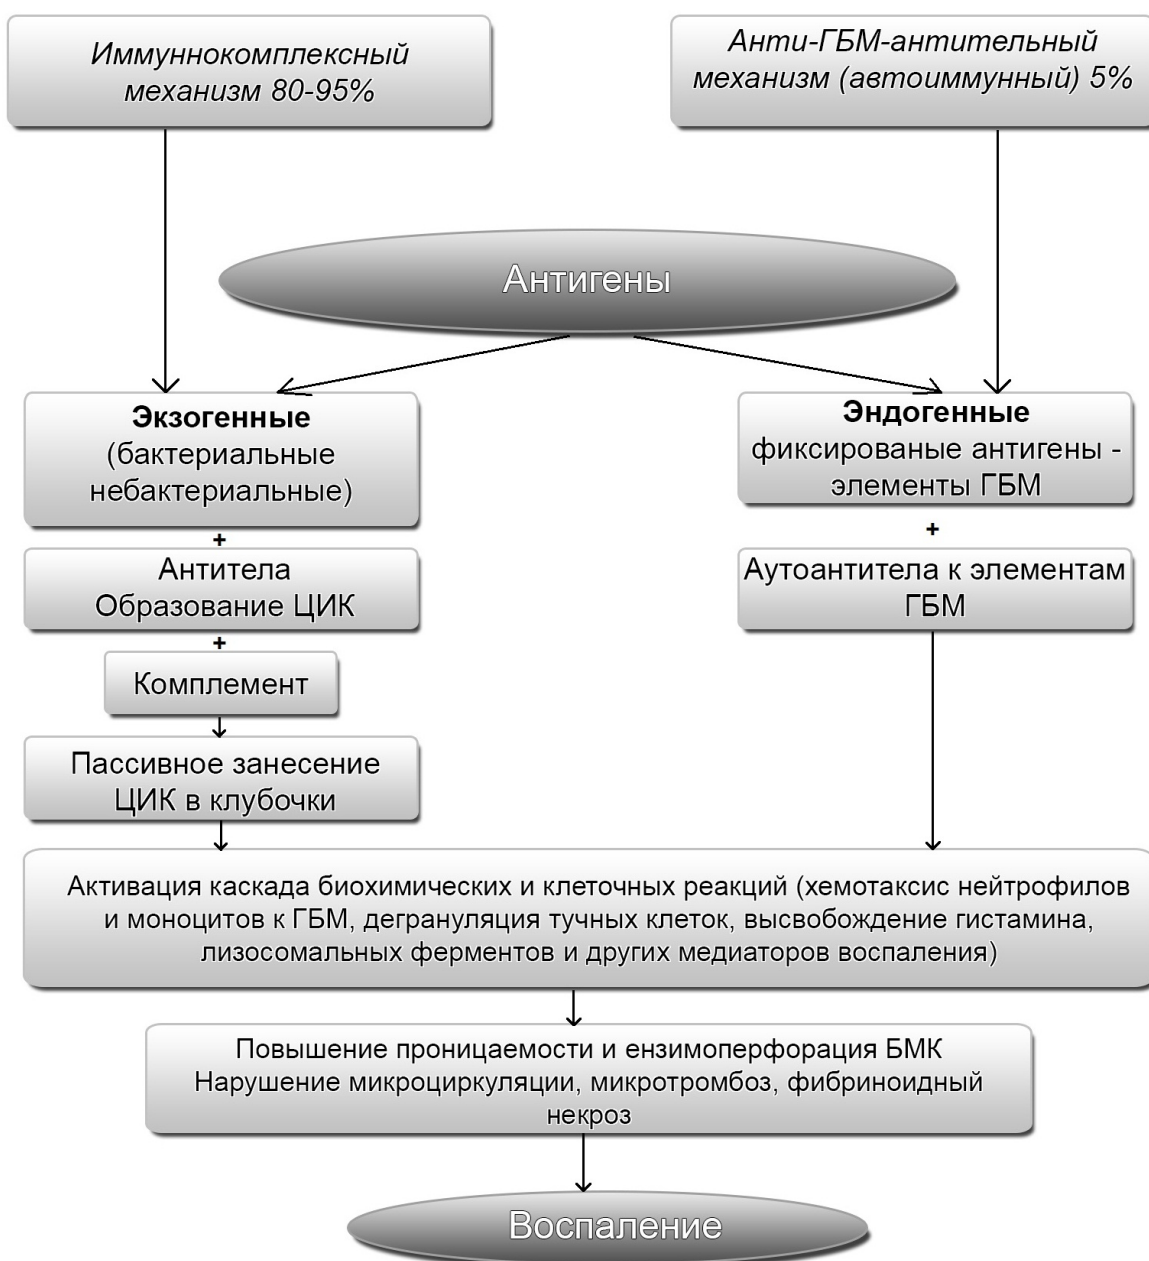 Иммуннокомплексный
механизм 80-95%
Анти-ГБМ-антительный
механизм (автоиммунный) 5%
Антигены
Экзогенные
(бактериальные
небактериальные)
+
Антитела
Образование ЦИК
+
Комплемент
Пассивное занесение
ЦИК в клубочки
Эндогенные
фиксированые антигены -
элементы ГБМ
+
Аутоантитела к элементам
ГБМ
Активация каскада биохимических и клеточных реакций (хемотаксис нейтрофилов
и моноцитов к ГБМ, дегрануляция тучных клеток, высвобождение гистамина,
лизосомальных ферментов и других медиаторов воспаления)
Повышение проницаемости и ензимоперфорация БМК
Нарушение микроциркуляции, микротромбоз, фибриноидный
некроз
Воспаление